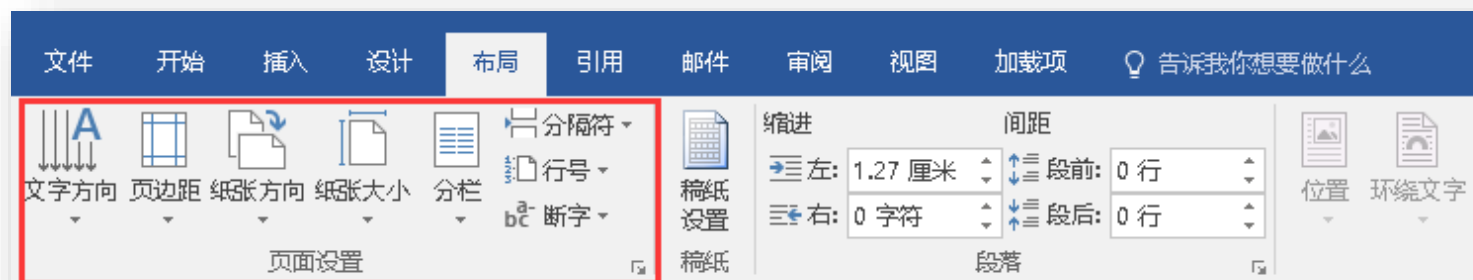 文件 开始 插入 设计 布局 引用 邮件 审阅 视图 加载项 告诉我你想要做什么
A
文字方向 页边距 纸张方向 纸张大小 分栏
分隔符
行号
断字
页面设置
稿纸
设置
稿纸
缩进 间距
左: 1.27 厘米 段前: 0 行
右: 0 字符 段后: 0 行
段落
位置 环绕文字